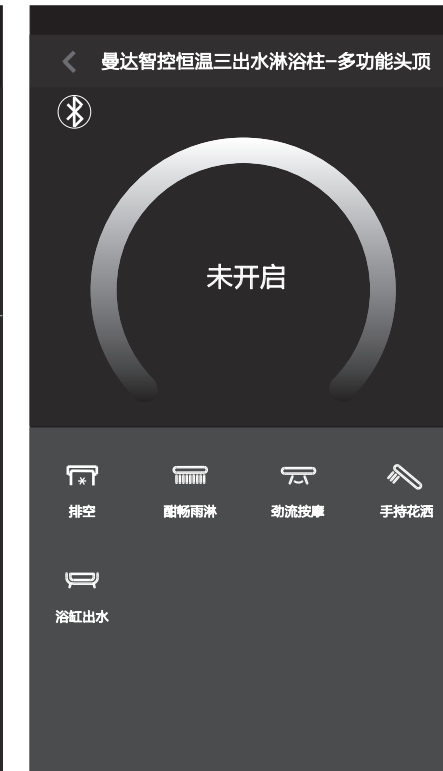 曼达智控恒温三出水淋浴柱-多功能头顶
未开启
排空
酣畅雨淋
劲流按摩
手持花洒
浴缸出水